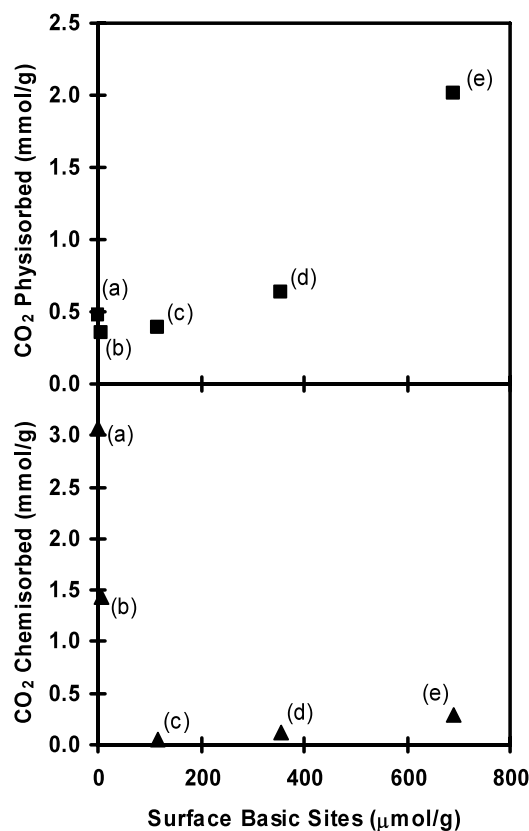 CO2 Physisorbed (mmol/g)
2.5
2.0
1.5
1.0
0.5
0.0
(a)
(b)
(c)
(d)
(e)
CO2 Chemisorbed (mmol/g)
3.0
2.5
2.0
1.5
1.0
0.5
0.0
(a)
(b)
(c)
(d)
(e)
0 200 400 600 800
Surface Basic Sites (μmol/g)